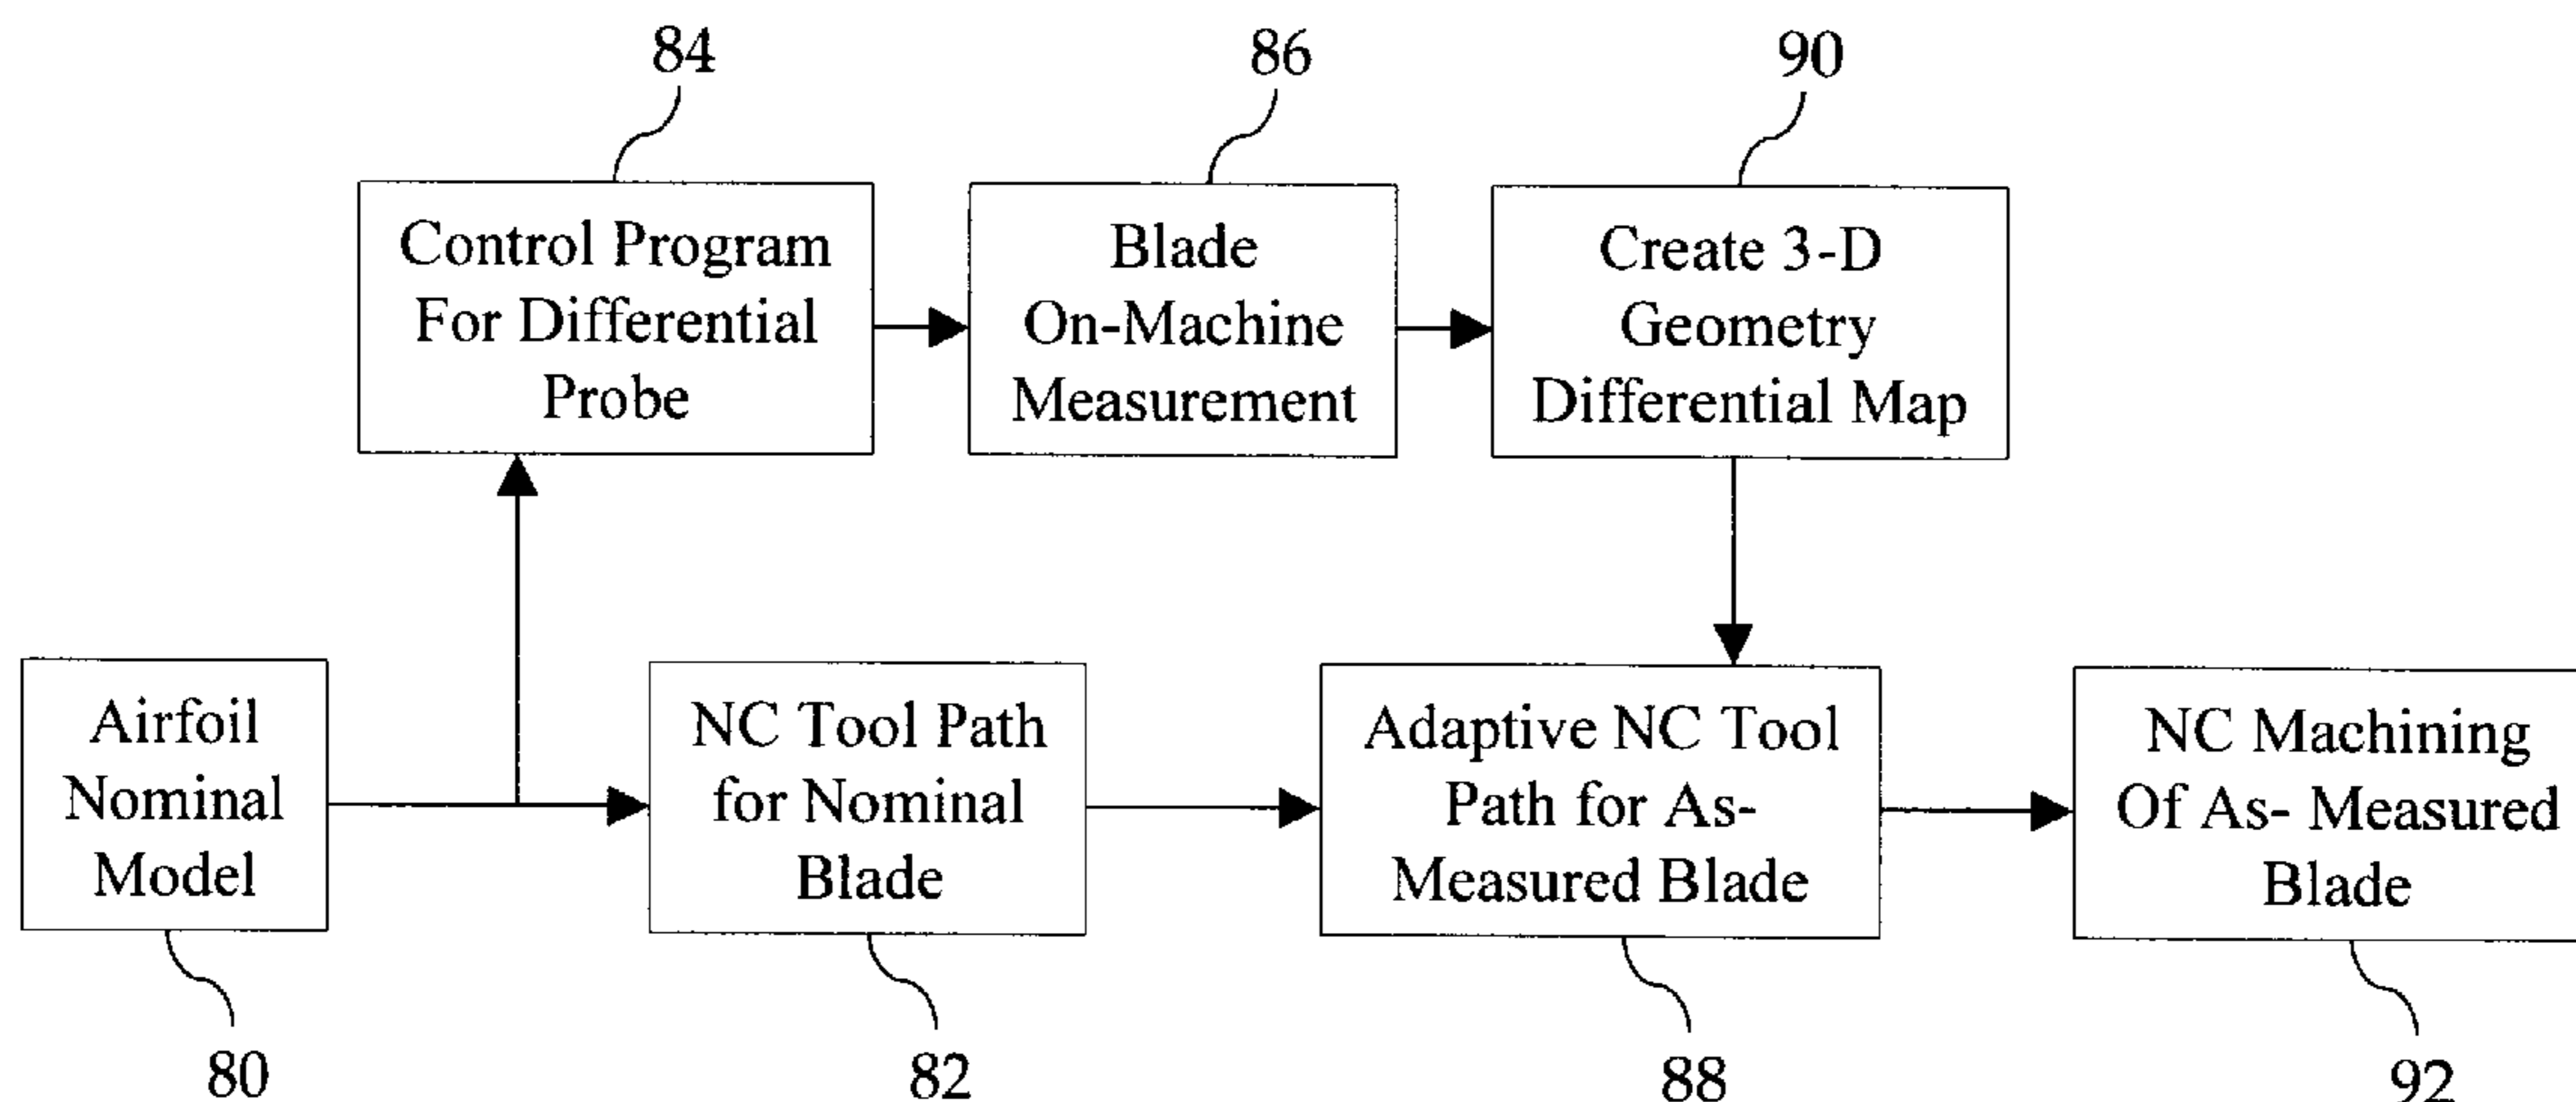 84
86
90
Control Program
For Differential
Probe
Blade
On-Machine
Measurement
Create 3-D
Geometry
Differential Map
Airfoil
Nominal
Model
NC Tool Path
for Nominal
Blade
Adaptive NC Tool
Path for As-
Measured Blade
NC Machining
Of As- Measured
Blade
80
82
88
92